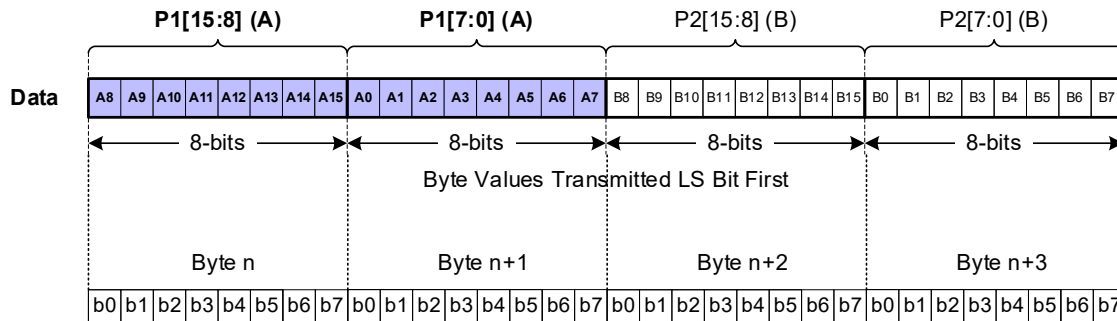 P1[15:8] (A) P1[7:0] (A) P2[15:8] (B) P2[7:0] (B)
Data A8 A9 A10 A11 A12 A13 A14 A15 A0 A1 A2 A3 A4 A5 A6 A7 B8 B9 B10 B11 B12 B13 B14 B15 B0 B1 B2 B3 B4 B5 B6 B7
8-bits 8-bits 8-bits 8-bits
Byte Values Transmitted LS Bit First
Byte n Byte n+1 Byte n+2 Byte n+3
b0 b1 b2 b3 b4 b5 b6 b7 b0 b1 b2 b3 b4 b5 b6 b7 b0 b1 b2 b3 b4 b5 b6 b7 b0 b1 b2 b3 b4 b5 b6 b7